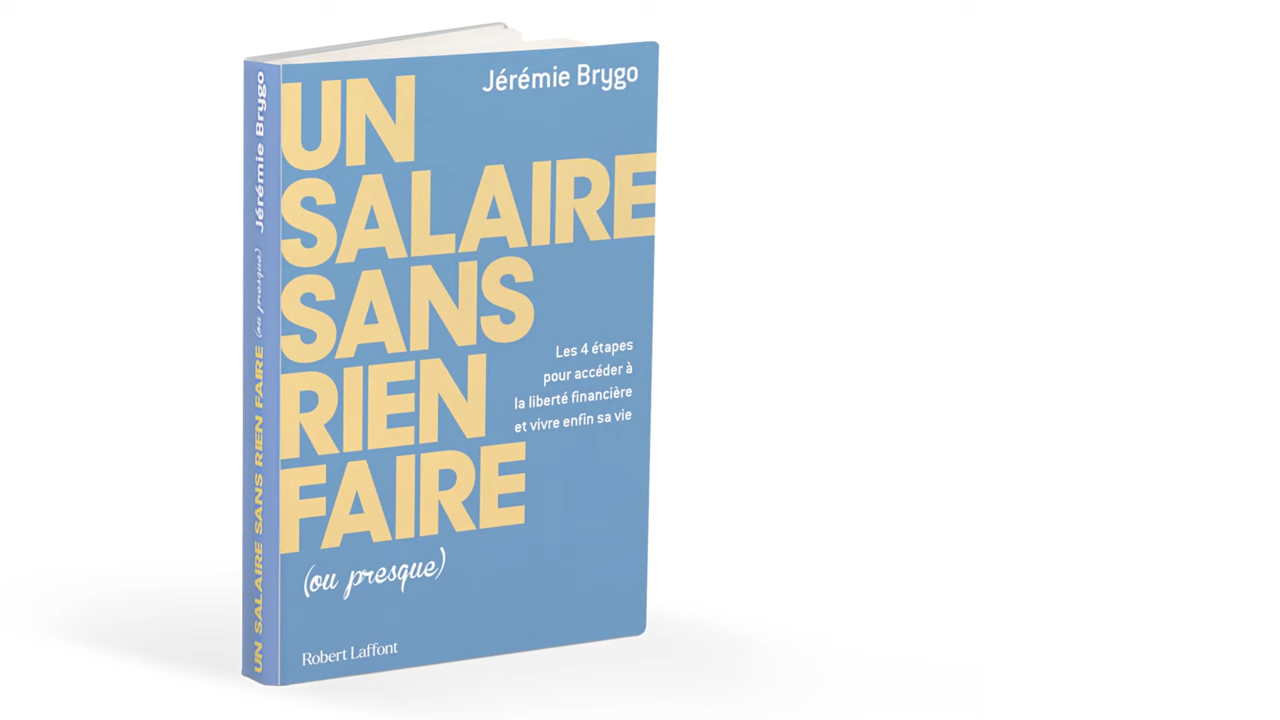 Jérémie Brygo
UN
SALAIRE
SANS
RIEN
FAIRE
(ou presque)
Les 4 étapes
pour accéder à
la liberté financière
et vivre enfin sa vie
Robert Laffont
UN SALAIRE SANS RIEN FAIRE (ou presque) Jérémie Brygo